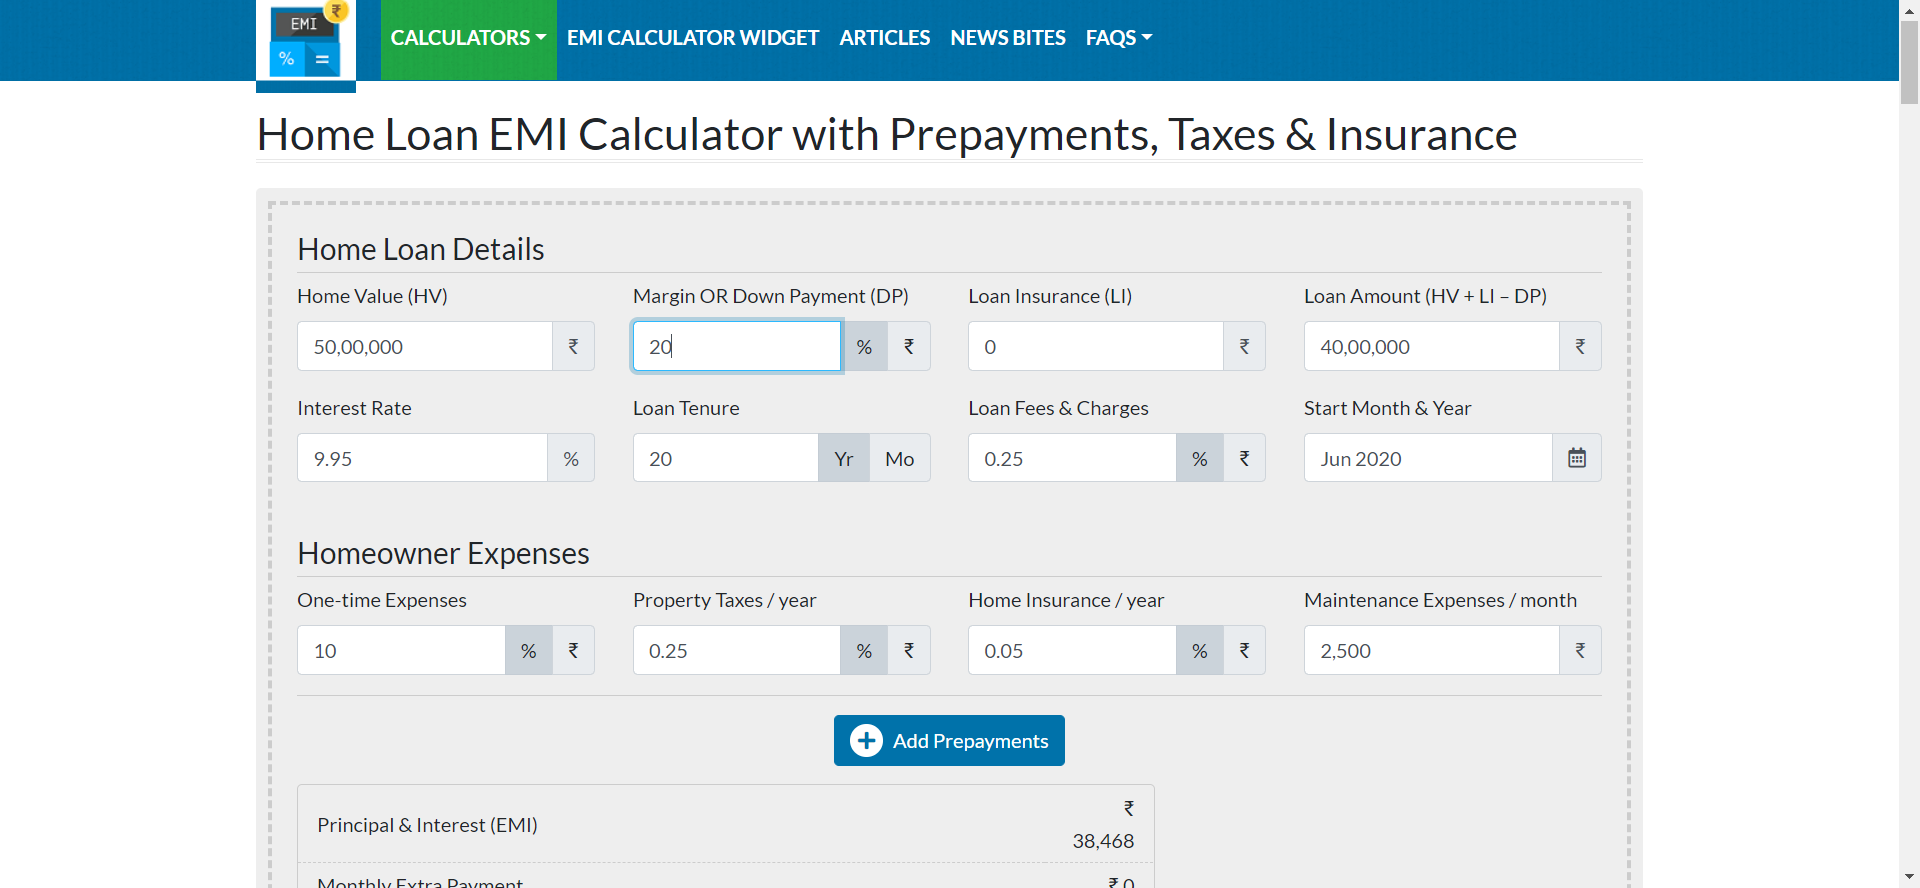 EMI
₹
%
=
CALCULATORS
EMI CALCULATOR WIDGET
ARTICLES
NEWS BITES
FAQS
Home Loan EMI Calculator with Prepayments, Taxes & Insurance
Home Loan Details
Home Value (HV)
Margin OR Down Payment (DP)
Loan Insurance (LI)
Loan Amount (HV + LI – DP)
50,00,000 ₹
20 % ₹
0 ₹
40,00,000 ₹
Interest Rate
Loan Tenure
Loan Fees & Charges
Start Month & Year
9.95 %
20 Yr Mo
0.25 % ₹
Jun 2020
Homeowner Expenses
One-time Expenses
Property Taxes / year
Home Insurance / year
Maintenance Expenses / month
10 % ₹
0.25 % ₹
0.05 % ₹
2,500 ₹
Add Prepayments
Principal & Interest (EMI)
₹
38,468
Monthly Extra Payment
₹ 0